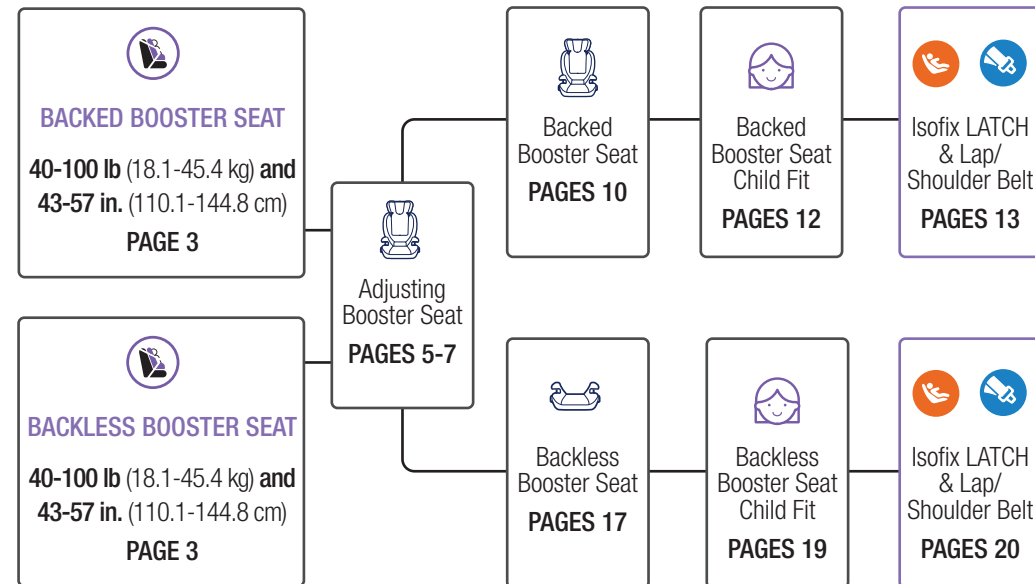 BACKED BOOSTER SEAT
40-100 lb (18.1-45.4 kg) and
43-57 in. (110.1-144.8 cm)
PAGE 3
BACKLESS BOOSTER SEAT
40-100 lb (18.1-45.4 kg) and
43-57 in. (110.1-144.8 cm)
PAGE 3
Adjusting
Booster Seat
PAGES 5-7
Backed
Booster Seat
PAGES 10
Backed
Booster Seat
Child Fit
PAGES 12
Isofix LATCH
& Lap/
Shoulder Belt
PAGES 13
Backless
Booster Seat
PAGES 17
Backless
Booster Seat
Child Fit
PAGES 19
Isofix LATCH
& Lap/
Shoulder Belt
PAGES 20